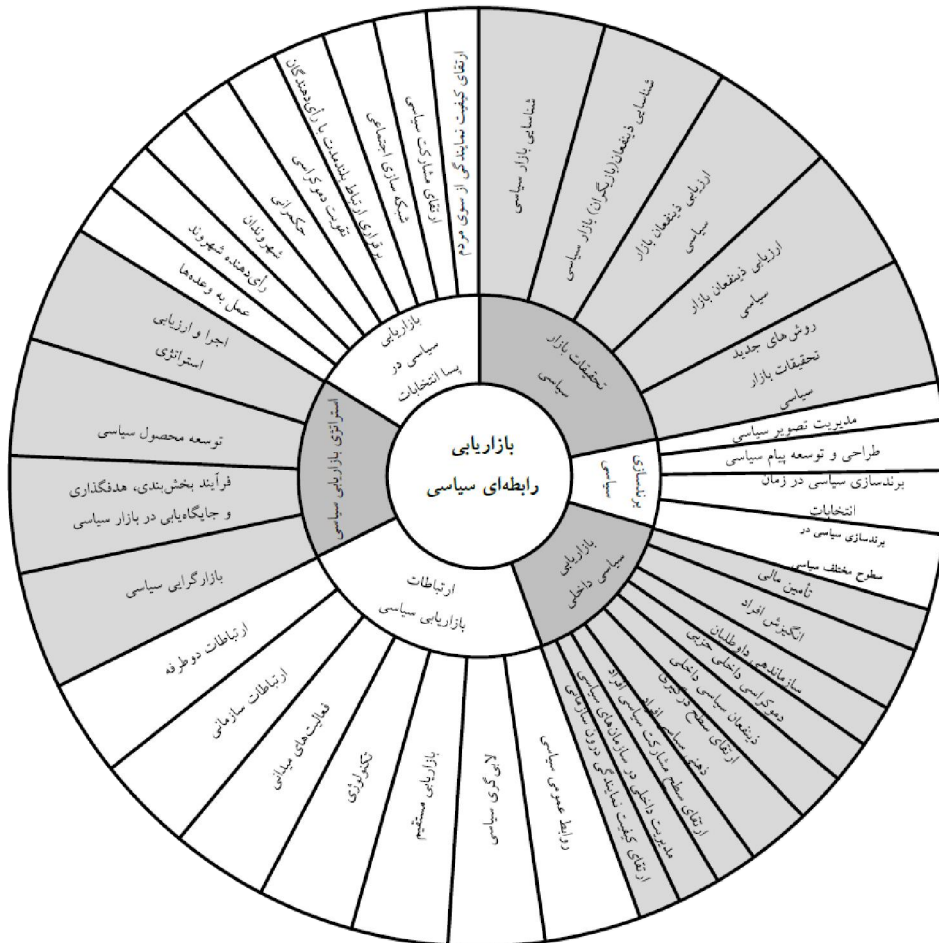 بازاریابی
رابطه‌ای سیاسی
تحقیقات بازار
سیاسی
شناسایی بازار سیاسی
شناسایی ذینفعان(بازیگران) بازار سیاسی
ارزیابی ذینفعان بازار
سیاسی
ارزیابی ذینفعان بازار
سیاسی
روش‌های جدید
تحقیقات بازار
سیاسی
برندسازی
سیاسی
مدیریت تصویر سیاسی
طراحی و توسعه پیام سیاسی
برندسازی سیاسی در زمان
انتخابات
برندسازی سیاسی در
سطوح مختلف سیاسی
بازاریابی
سیاسی داخلی
تأمین مالی
انگیزش افراد
سازماندهی داوطلبان
دموکراسی داخلی حزبی
ذینفعان سیاسی داخلی
ارتقای سطح درگیری
ذهنی سیاسی افراد
ارتقای سطح مشارکت سیاسی افراد
مدیریت داخلی در سازمان‌های سیاسی
ارتقای کیفیت نمایندگی درون سازمانی
ارتباطات
بازاریابی سیاسی
روابط عمومی سیاسی
لابی‌گری سیاسی
بازاریابی مستقیم
تکنولوژی
فعالیت‌های میدانی
ارتباطات سازمانی
ارتباطات دوطرفه
استراتژی بازاریابی سیاسی
بازارگرایی سیاسی
فرآیند بخش‌بندی، هدفگذاری
و جایگاه‌یابی در بازار سیاسی
توسعه محصول سیاسی
اجرا و ارزیابی
استراتژی
بازاریابی
سیاسی در
پسا انتخابات
عمل به وعده‌ها
رأی‌دهنده شهروند
شهروندان
حکمرانی
تقویت دموکراسی
برقراری ارتباط بلندمدت با رأی‌دهندگان
شبکه سازی اجتماعی
ارتقای مشارکت سیاسی
ارتقای کیفیت نمایندگی از سوی مردم